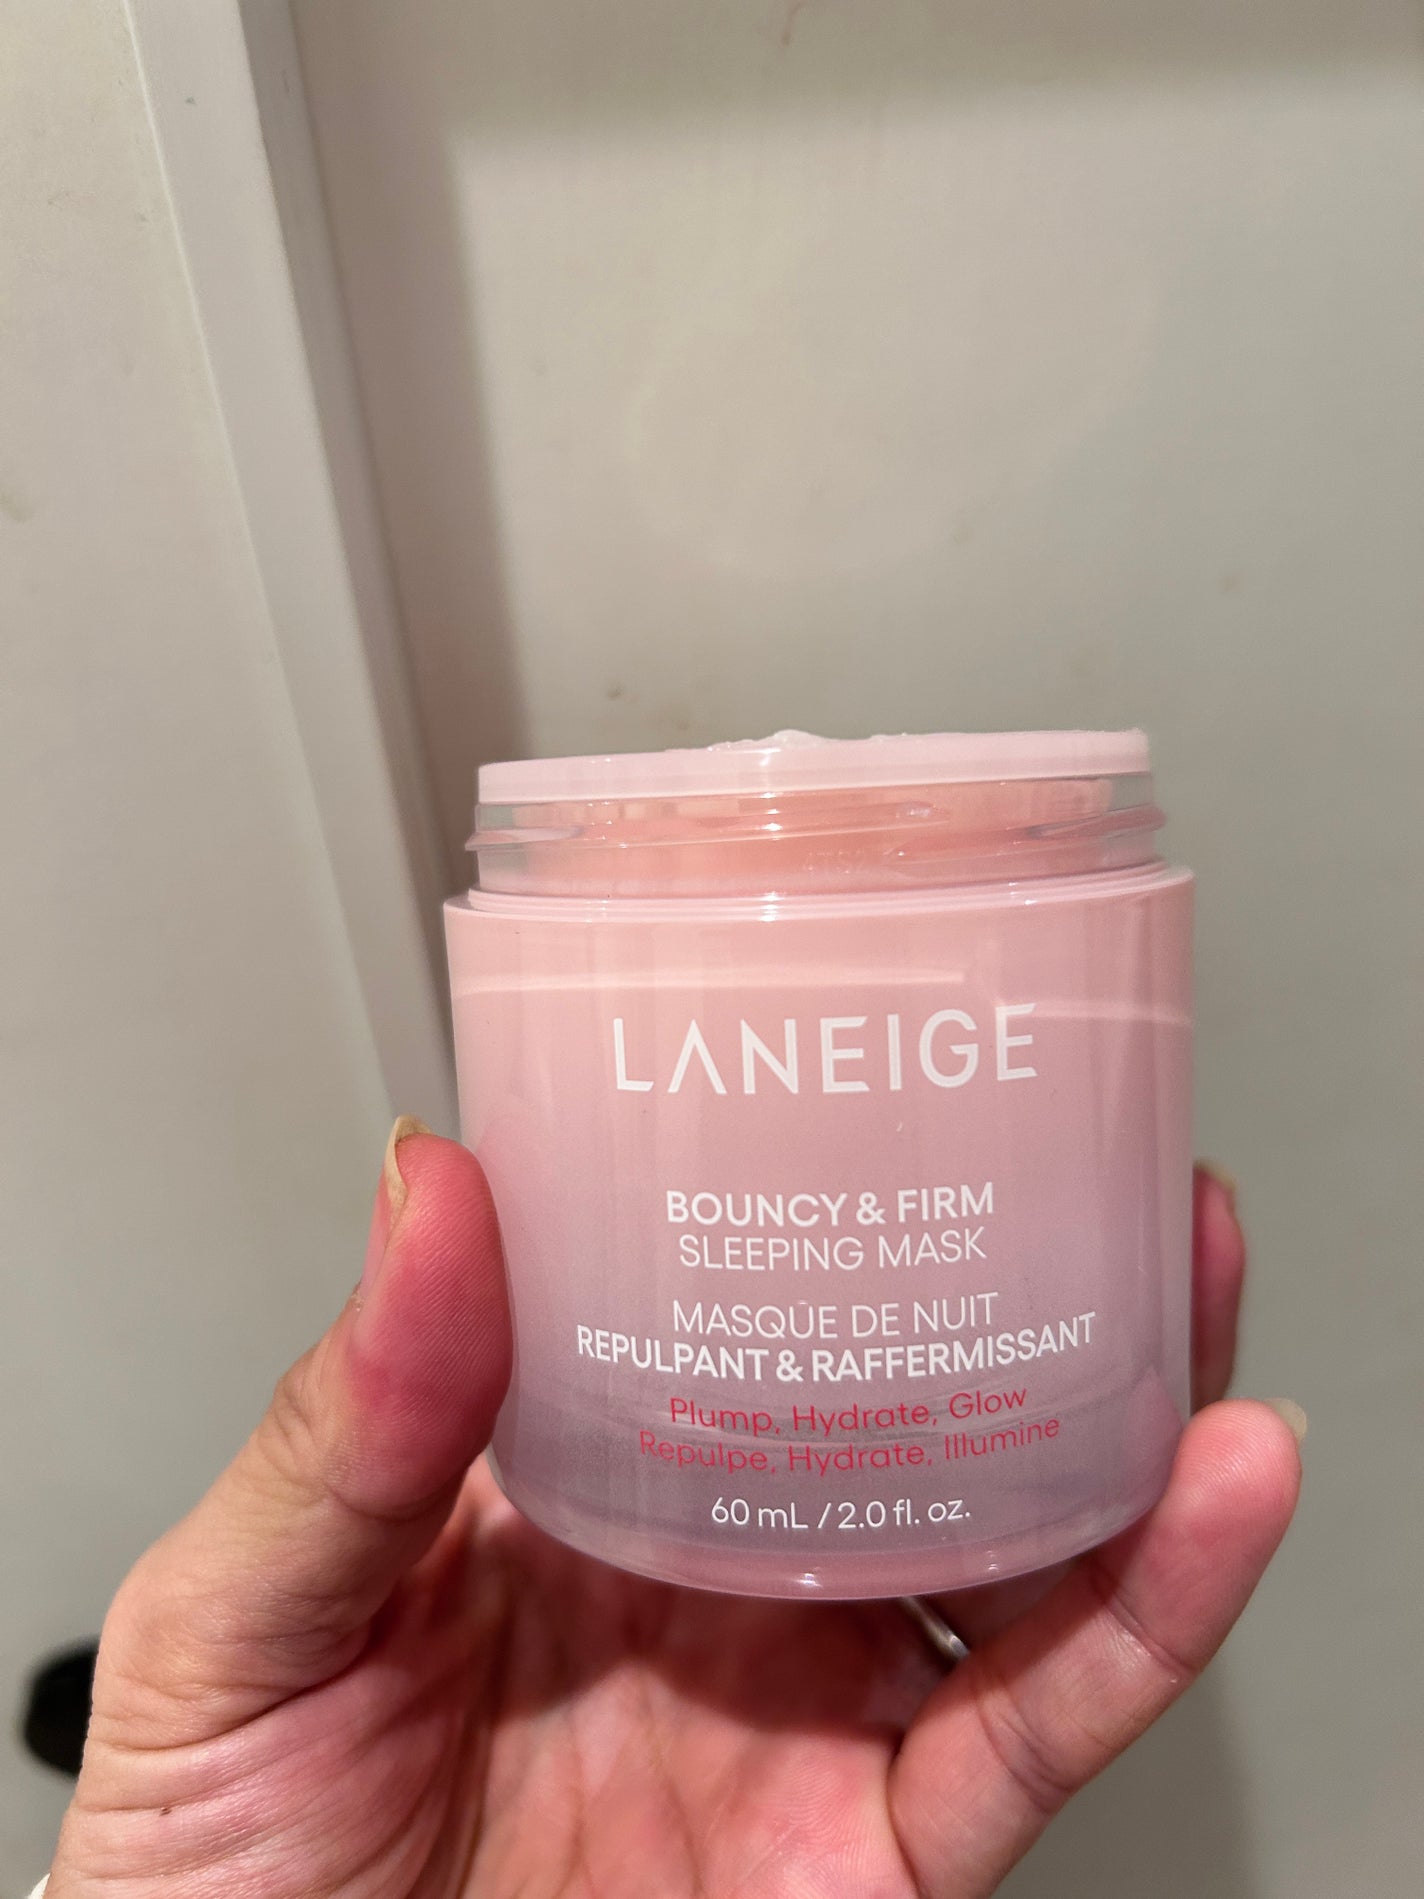 LANEIGE
BOUNCY & FIRM
SLEEPING MASK
MASQUE DE NUIT
REPULPANT & RAFFERMISSANT
Plump, Hydrate, Glow
Repulpe, Hydrate, Illumine
60 mL / 2.0 fl. oz.